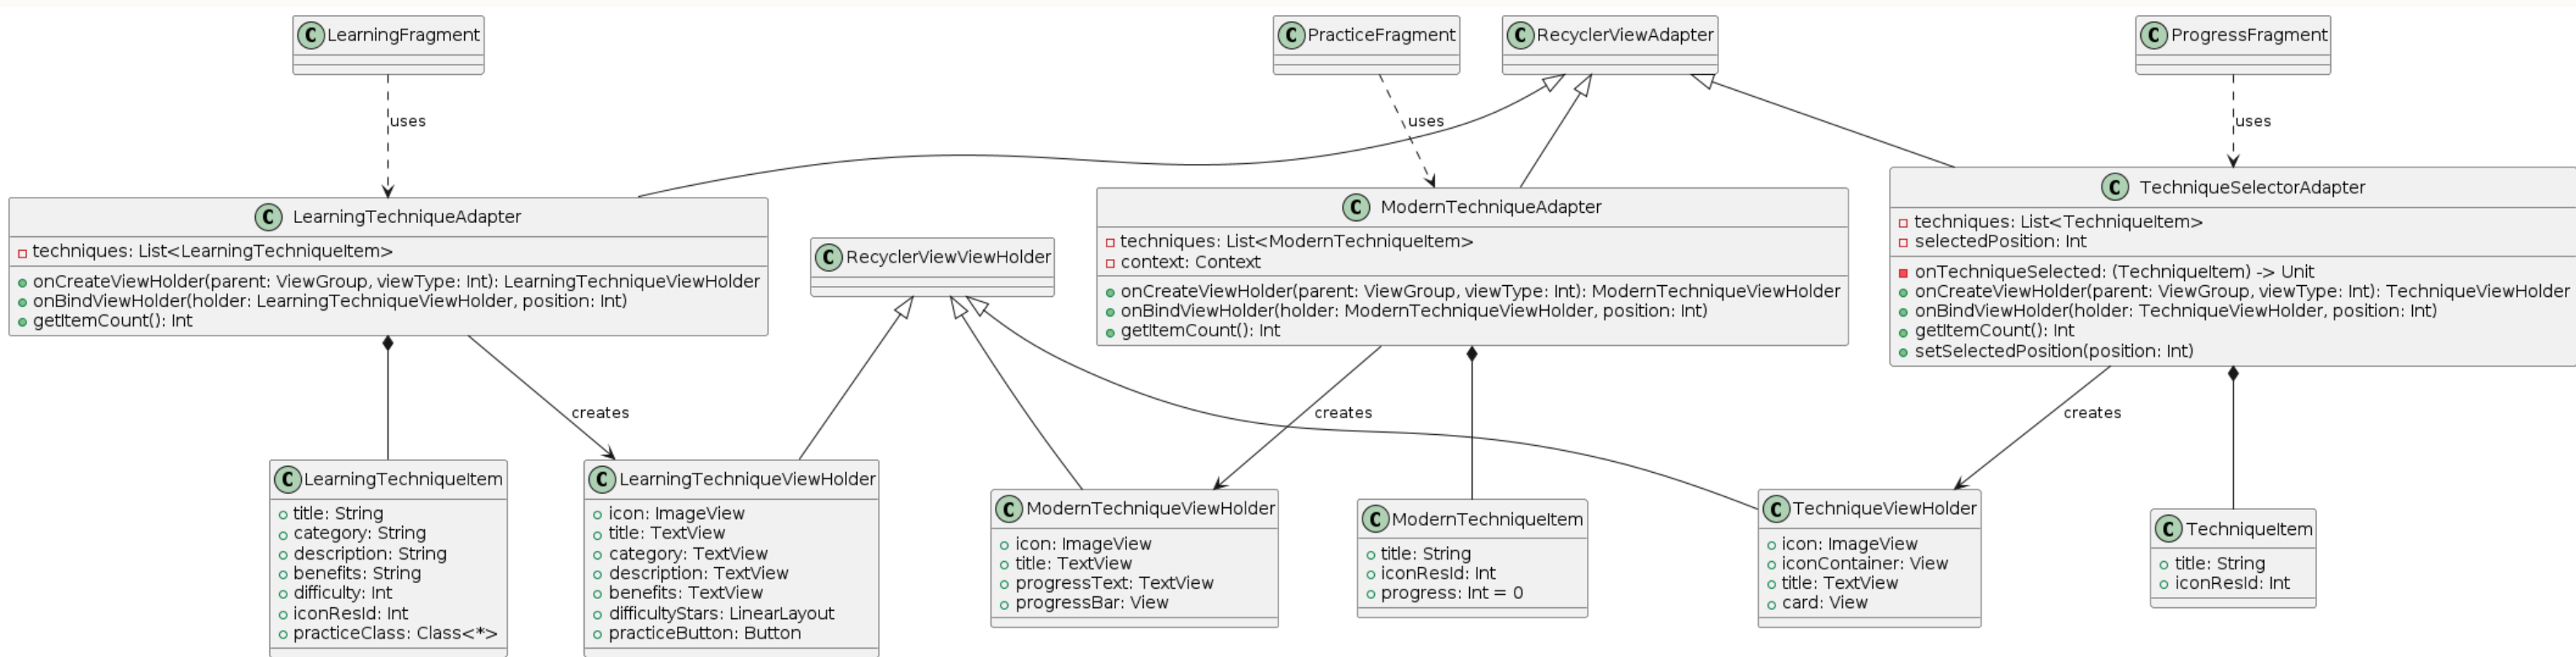 C LearningFragment
C PracticeFragment
C RecyclerViewAdapter
C ProgressFragment
uses
uses
uses
C LearningTechniqueAdapter
techniques: List<LearningTechniqueItem>
onCreateViewHolder(parent: ViewGroup, viewType: Int): LearningTechniqueViewHolder
onBindViewHolder(holder: LearningTechniqueViewHolder, position: Int)
getItemCount(): Int
C RecyclerViewViewHolder
C ModernTechniqueAdapter
techniques: List<ModernTechniqueItem>
context: Context
onCreateViewHolder(parent: ViewGroup, viewType: Int): ModernTechniqueViewHolder
onBindViewHolder(holder: ModernTechniqueViewHolder, position: Int)
getItemCount(): Int
C TechniqueSelectorAdapter
techniques: List<TechniqueItem>
selectedPosition: Int
onTechniqueSelected: (TechniqueItem) -> Unit
onCreateViewHolder(parent: ViewGroup, viewType: Int): TechniqueViewHolder
onBindViewHolder(holder: TechniqueViewHolder, position: Int)
getItemCount(): Int
setSelectedPosition(position: Int)
creates
creates
creates
C LearningTechniqueItem
title: String
category: String
description: String
benefits: String
difficulty: Int
iconResId: Int
practiceClass: Class<*>
C LearningTechniqueViewHolder
icon: ImageView
title: TextView
category: TextView
description: TextView
benefits: TextView
difficultyStars: LinearLayout
practiceButton: Button
C ModernTechniqueViewHolder
icon: ImageView
title: TextView
progressText: TextView
progressBar: View
C ModernTechniqueItem
title: String
iconResId: Int
progress: Int = 0
C TechniqueViewHolder
icon: ImageView
iconContainer: View
title: TextView
card: View
C TechniqueItem
title: String
iconResId: Int